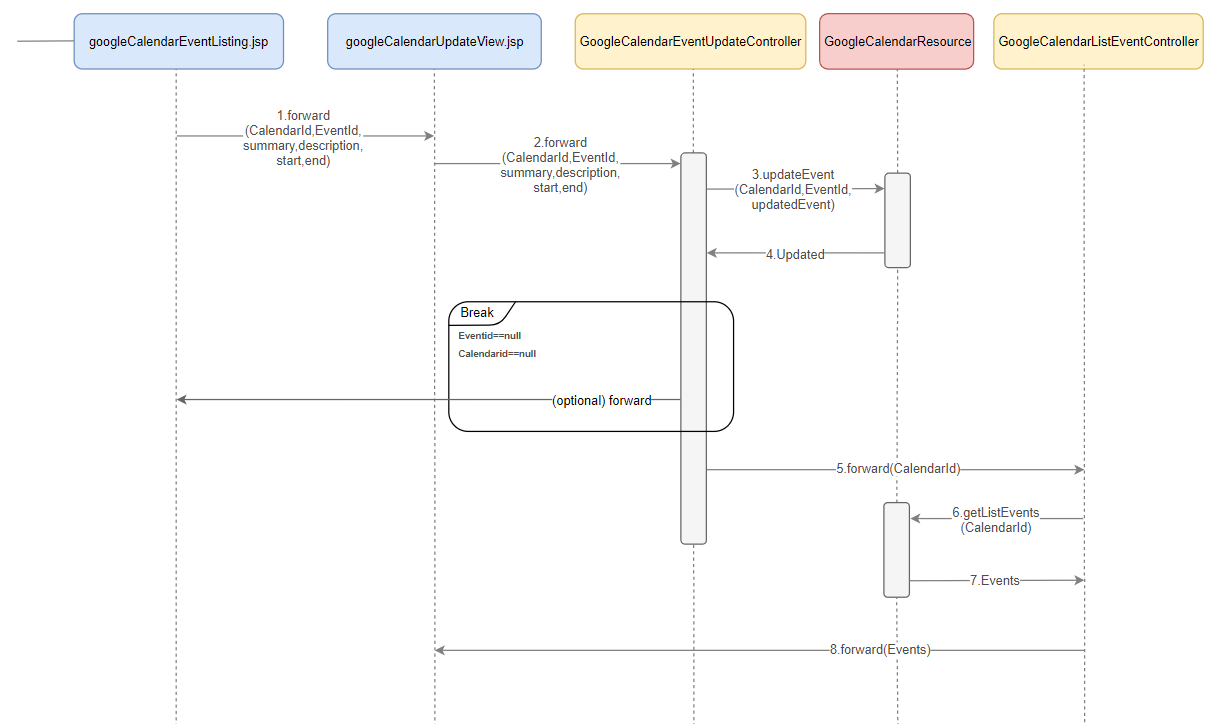 googleCalendarEventListing.jsp
googleCalendarUpdateView.jsp
GoogleCalendarEventUpdateController
GoogleCalendarResource
GoogleCalendarListEventController
1.forward
(CalendarId,EventId,
summary,description,
start,end)
2.forward
(CalendarId,EventId,
summary,description,
start,end)
3.updateEvent
(CalendarId,EventId,
updatedEvent)
4.Updated
Break
Eventid==null
Calendarid==null
(optional) forward
5.forward(CalendarId)
6.getListEvents
(CalendarId)
7.Events
8.forward(Events)